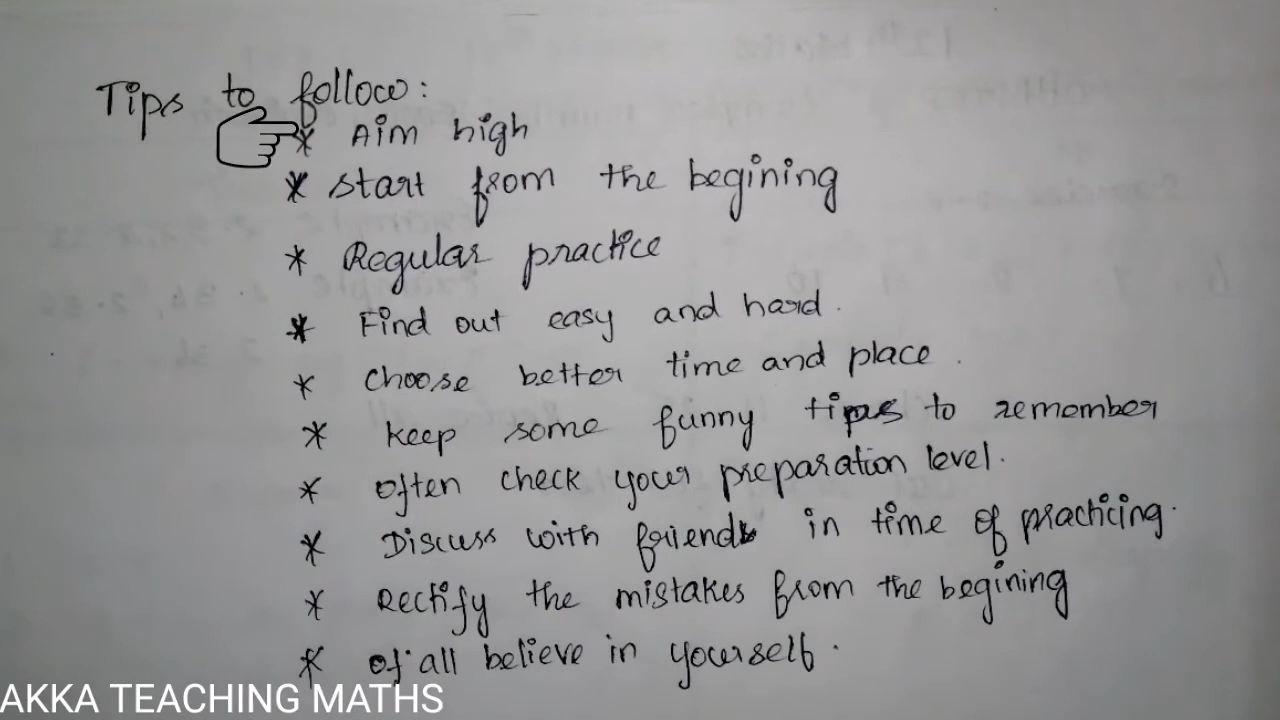 Tips to follow:
* Aim high
* start from the begining
* Regular practice
* Find out easy and hard.
* choose better time and place.
* keep some funny tips to remember
* often check your preparation level.
* Discuss with friends in time of practicing.
* Rectify the mistakes from the begining
* of all believe in yourself.
AKKA TEACHING MATHS